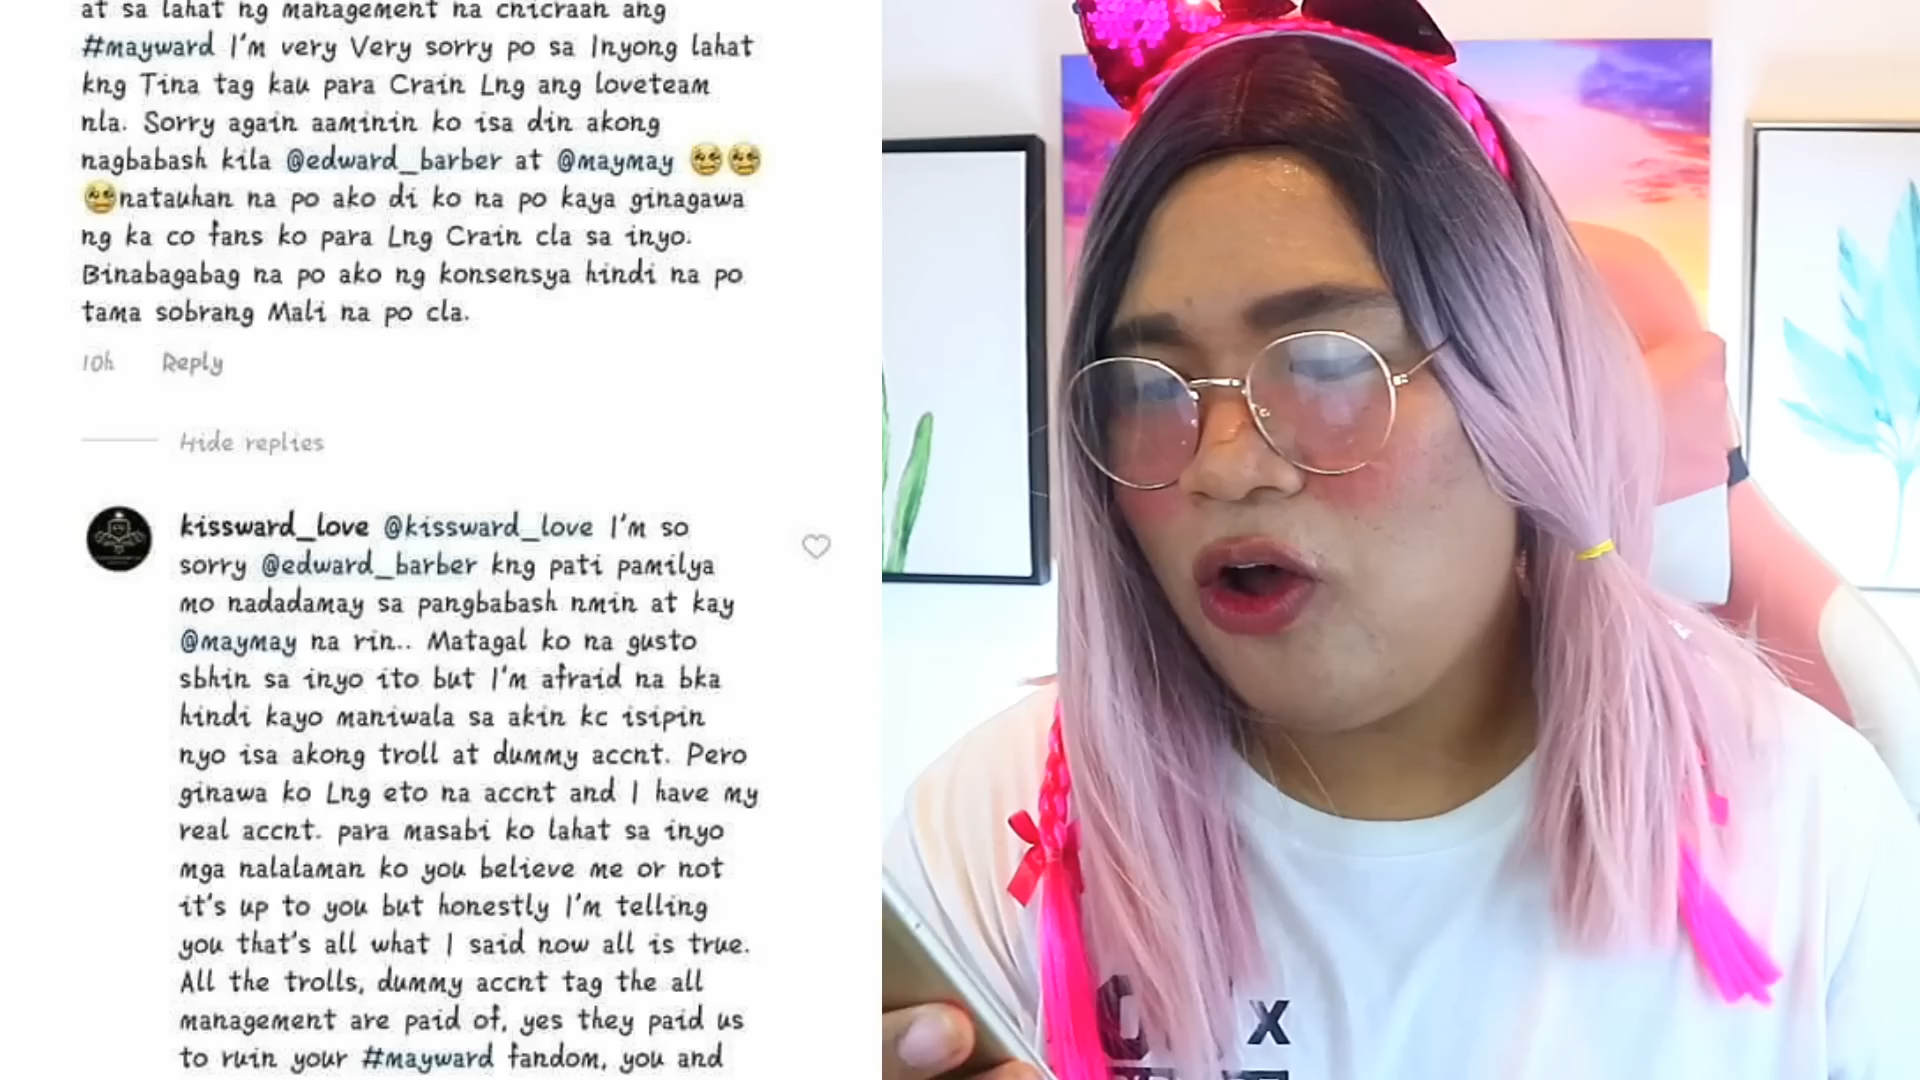 at sa lahat ng management na chicraan ang
#mayward I'm very Very sorry po sa Inyong lahat
kng Tina tag kau para Crain Lng ang loveteam
nla. Sorry again aaminin ko isa din akong
nagbabash kila @edward_barber at @maymay 🥺🥺
🥺natauhan na po ako di ko na po kaya ginagawa
ng ka co fans ko para Lng Crain cla sa inyo.
Binabagabag na po ako ng konsensya hindi na po
tama sobrang Mali na po cla.
10h Reply
Hide replies
kissward_love @kissward_love I'm so
sorry @edward_barber kng pati pamilya
mo nadadamay sa pangbabash nmin at kay
@maymay na rin.. Matagal ko na gusto
sbhin sa inyo ito but I'm afraid na bka
hindi kayo maniwala sa akin kc isipin
nyo isa akong troll at dummy accnt. Pero
ginawa ko Lng eto na accnt and I have my
real accnt. para masabi ko lahat sa inyo
mga nalalaman ko you believe me or not
it's up to you but honestly I'm telling
you that's all what I said now all is true.
All the trolls, dummy accnt tag the all
management are paid of, yes they paid us
to ruin your #mayward fandom, you and
x